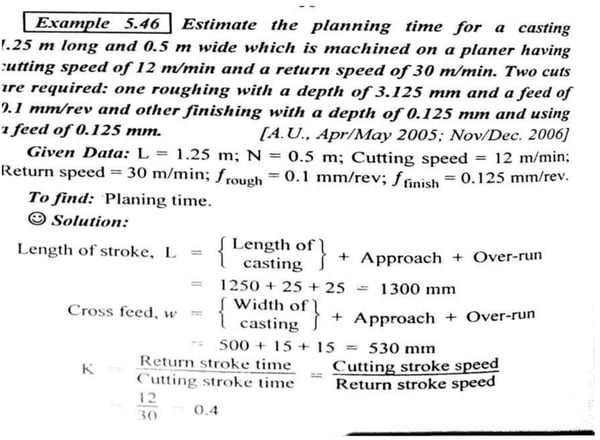 Example 5.46 Estimate the planning time for a casting
1.25 m long and 0.5 m wide which is machined on a planer having
cutting speed of 12 m/min and a return speed of 30 m/min. Two cuts
are required: one roughing with a depth of 3.125 mm and a feed of
0.1 mm/rev and other finishing with a depth of 0.125 mm and using
a feed of 0.125 mm. [A.U., Apr/May 2005; Nov/Dec. 2006]
Given Data: L = 1.25 m; N = 0.5 m; Cutting speed = 12 m/min;
Return speed = 30 m/min; f rough = 0.1 mm/rev; f finish = 0.125 mm/rev.
To find: Planing time.
☺ Solution:
Length of stroke, L = { Length of casting } + Approach + Over-run
= 1250 + 25 + 25 = 1300 mm
Cross feed, w = { Width of casting } + Approach + Over-run
= 500 + 15 + 15 = 530 mm
K = Return stroke time / Cutting stroke time = Cutting stroke speed / Return stroke speed
= 12 / 30 = 0.4